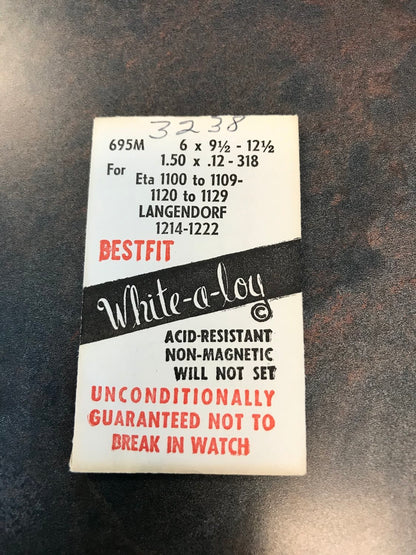 3238
695M 6 x 9½ - 12½
1.50 x .12 - 318
For Eta 1100 to 1109-
1120 to 1129
LANGENDORF
1214-1222
BESTFIT
White-a-loy ©
ACID-RESISTANT
NON-MAGNETIC
WILL NOT SET
UNCONDITIONALLY
GUARANTEED NOT TO
BREAK IN WATCH